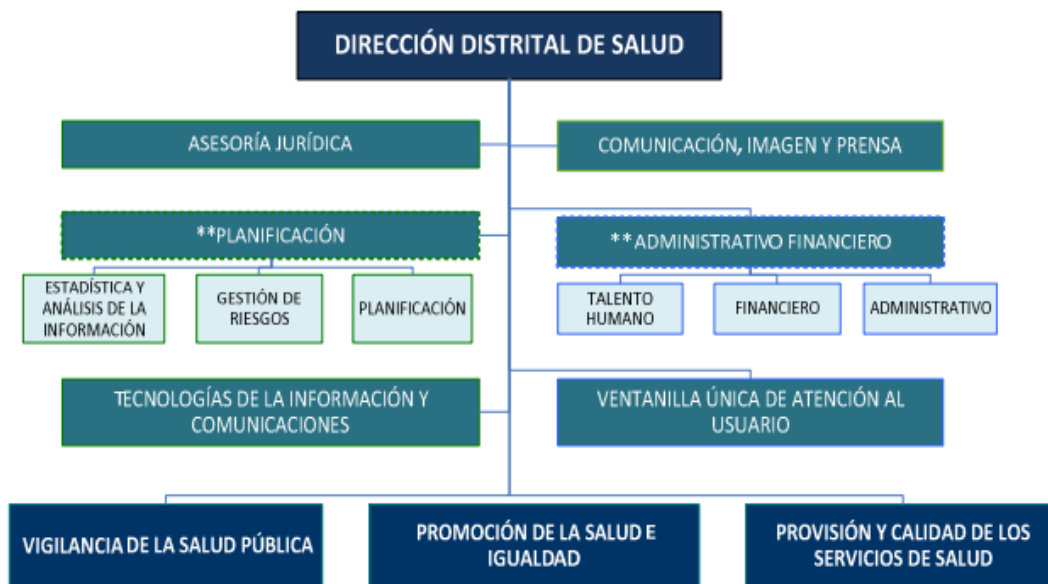 DIRECCIÓN DISTRITAL DE SALUD
ASESORÍA JURÍDICA
COMUNICACIÓN, IMAGEN Y PRENSA
**PLANIFICACIÓN
**ADMINISTRATIVO FINANCIERO
ESTADÍSTICA Y
ANÁLISIS DE LA
INFORMACIÓN
GESTIÓN DE
RIESGOS
PLANIFICACIÓN
TALENTO
HUMANO
FINANCIERO
ADMINISTRATIVO
TECNOLOGÍAS DE LA INFORMACIÓN Y
COMUNICACIONES
VENTANILLA ÚNICA DE ATENCIÓN AL
USUARIO
VIGILANCIA DE LA SALUD PÚBLICA
PROMOCIÓN DE LA SALUD E
IGUALDAD
PROVISIÓN Y CALIDAD DE LOS
SERVICIOS DE SALUD